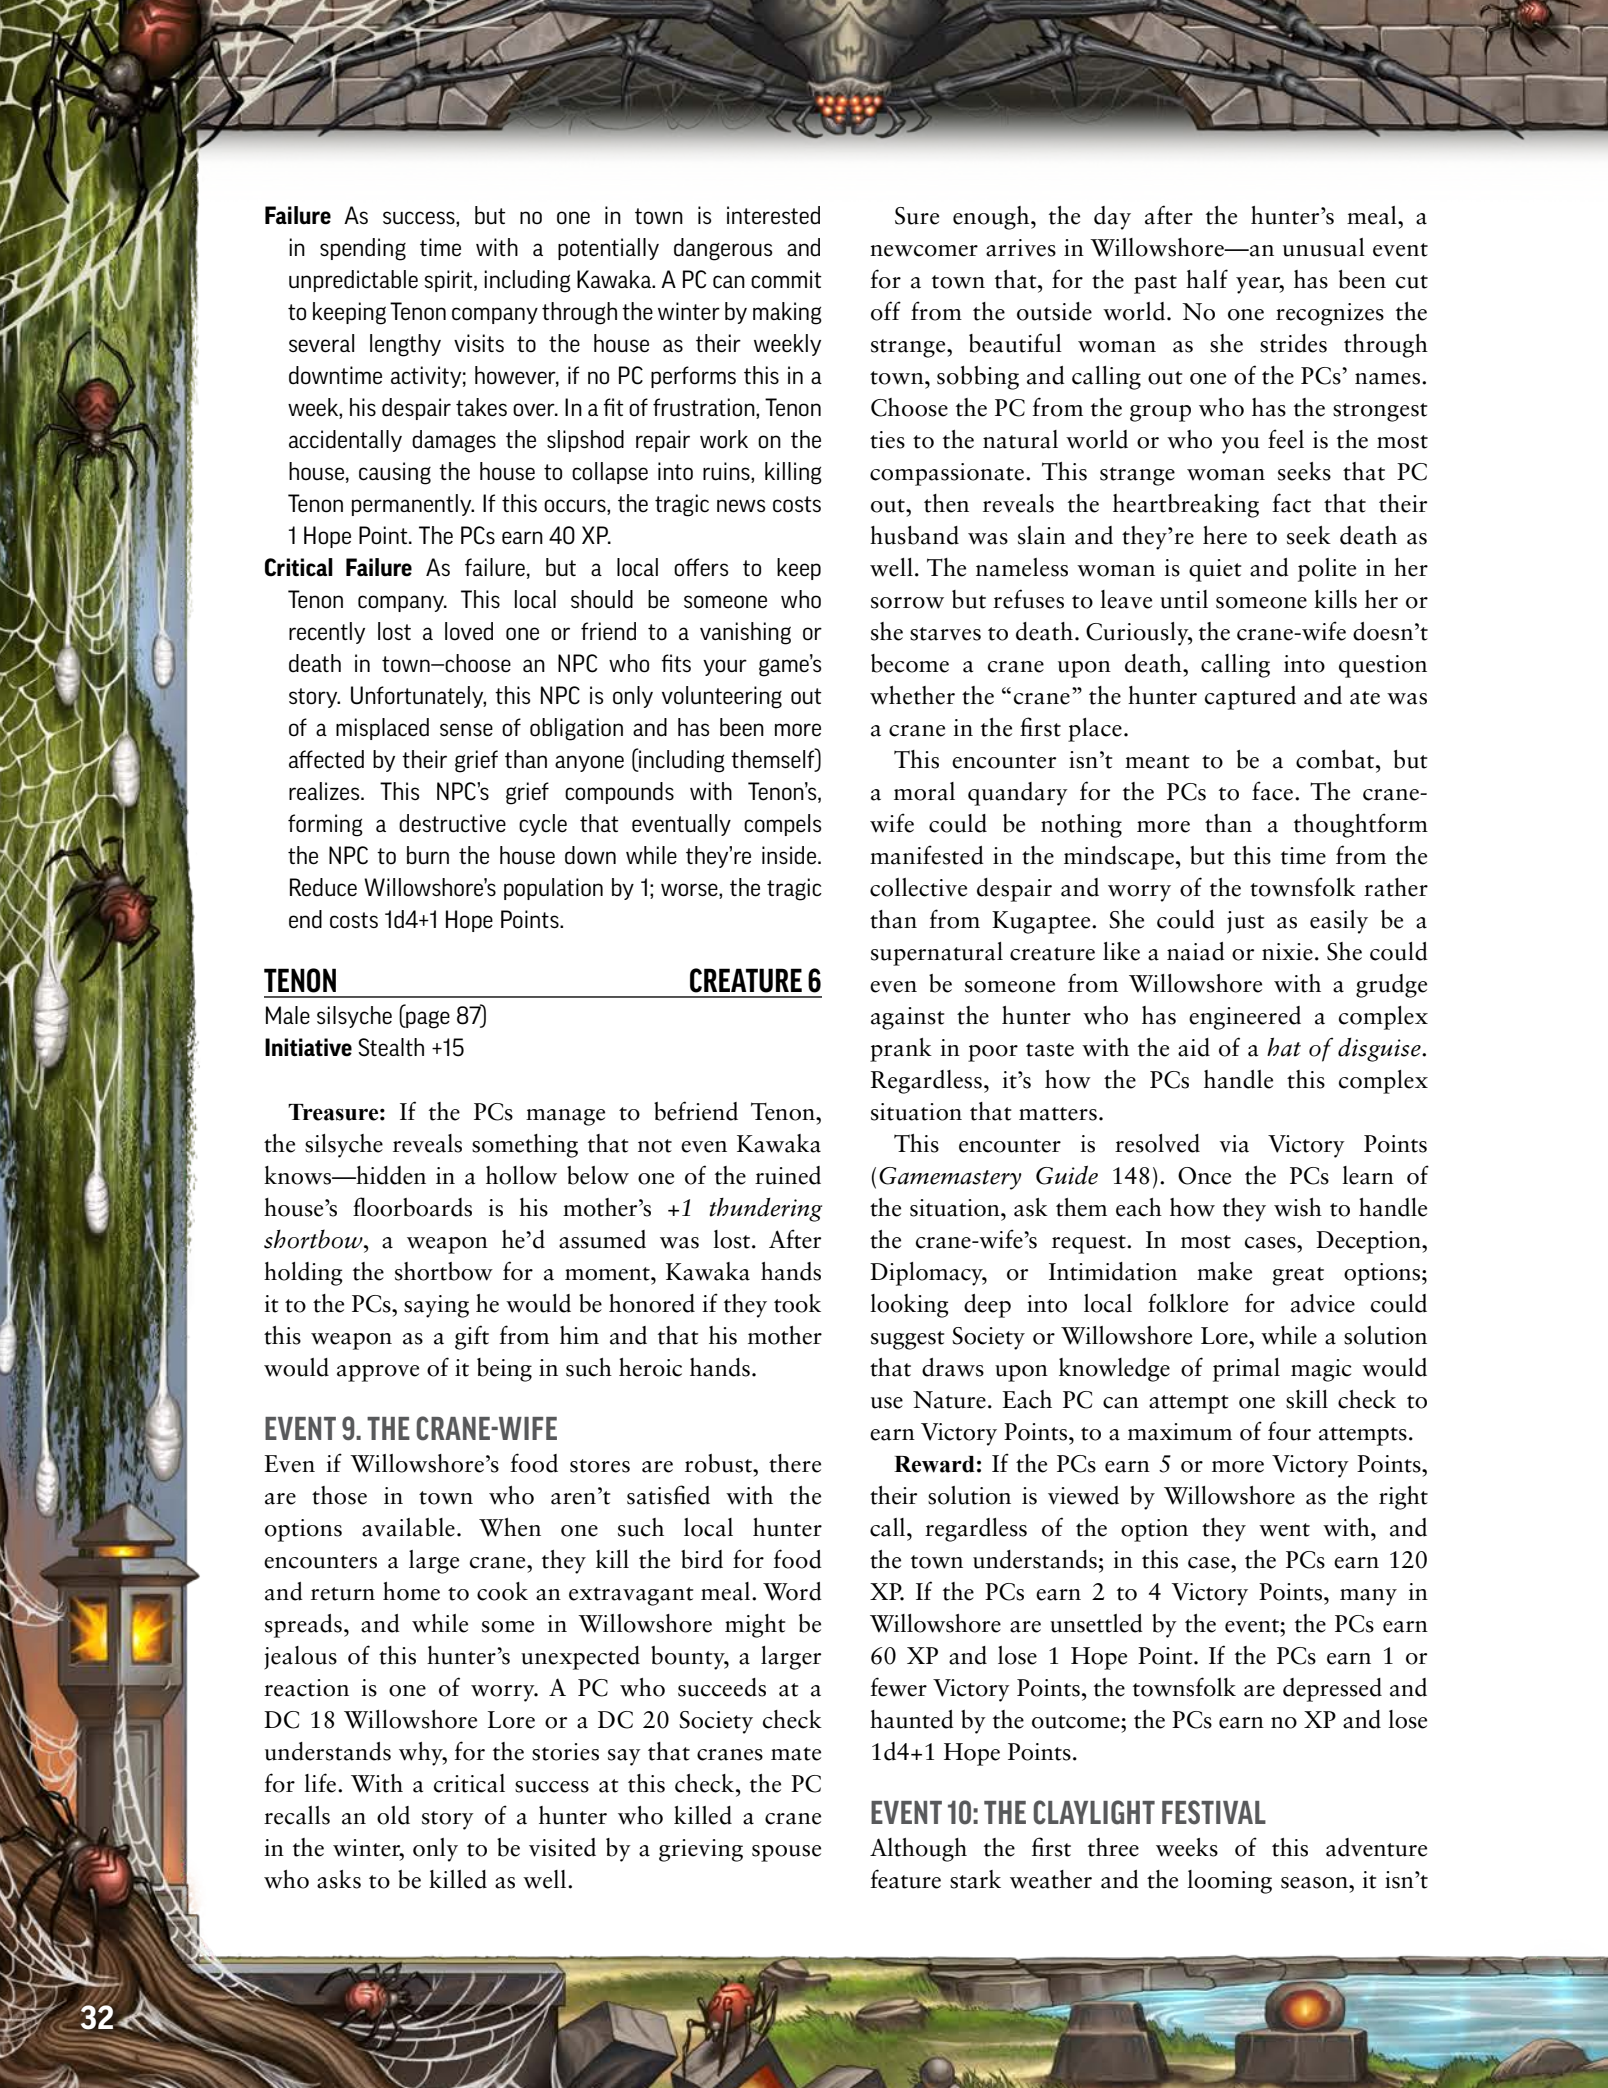 Failure As success, but no one in town is interested
in spending time with a potentially dangerous and
unpredictable spirit, including Kawaka. A PC can commit
to keeping Tenon company through the winter by making
several lengthy visits to the house as their weekly
downtime activity; however, if no PC performs this in a
week, his despair takes over. In a fit of frustration, Tenon
accidentally damages the slipshod repair work on the
house, causing the house to collapse into ruins, killing
Tenon permanently. If this occurs, the tragic news costs
1 Hope Point. The PCs earn 40 XP.
Critical Failure As failure, but a local offers to keep
Tenon company. This local should be someone who
recently lost a loved one or friend to a vanishing or
death in town—choose an NPC who fits your game's
story. Unfortunately, this NPC is only volunteering out
of a misplaced sense of obligation and has been more
affected by their grief than anyone (including themself)
realizes. This NPC's grief compounds with Tenon's,
forming a destructive cycle that eventually compels
the NPC to burn the house down while they're inside.
Reduce Willowshore's population by 1; worse, the tragic
end costs 1d4+1 Hope Points.
TENON CREATURE 6
Male silsyche (page 87)
Initiative Stealth +15
Treasure: If the PCs manage to befriend Tenon,
the silsyche reveals something that not even Kawaka
knows—hidden in a hollow below one of the ruined
house's floorboards is his mother's +1 thundering
shortbow, a weapon he'd assumed was lost. After
holding the shortbow for a moment, Kawaka hands
it to the PCs, saying he would be honored if they took
this weapon as a gift from him and that his mother
would approve of it being in such heroic hands.
EVENT 9. THE CRANE-WIFE
Even if Willowshore's food stores are robust, there
are those in town who aren't satisfied with the
options available. When one such local hunter
encounters a large crane, they kill the bird for food
and return home to cook an extravagant meal. Word
spreads, and while some in Willowshore might be
jealous of this hunter's unexpected bounty, a larger
reaction is one of worry. A PC who succeeds at a
DC 18 Willowshore Lore or a DC 20 Society check
understands why, for the stories say that cranes mate
for life. With a critical success at this check, the PC
recalls an old story of a hunter who killed a crane
in the winter, only to be visited by a grieving spouse
who asks to be killed as well.
Sure enough, the day after the hunter's meal, a
newcomer arrives in Willowshore—an unusual event
for a town that, for the past half year, has been cut
off from the outside world. No one recognizes the
strange, beautiful woman as she strides through
town, sobbing and calling out one of the PCs' names.
Choose the PC from the group who has the strongest
ties to the natural world or who you feel is the most
compassionate. This strange woman seeks that PC
out, then reveals the heartbreaking fact that their
husband was slain and they're here to seek death as
well. The nameless woman is quiet and polite in her
sorrow but refuses to leave until someone kills her or
she starves to death. Curiously, the crane-wife doesn't
become a crane upon death, calling into question
whether the “crane” the hunter captured and ate was
a crane in the first place.
This encounter isn't meant to be a combat, but
a moral quandary for the PCs to face. The crane-
wife could be nothing more than a thoughtform
manifested in the mindscape, but this time from the
collective despair and worry of the townsfolk rather
than from Kugaptee. She could just as easily be a
supernatural creature like a naiad or nixie. She could
even be someone from Willowshore with a grudge
against the hunter who has engineered a complex
prank in poor taste with the aid of a hat of disguise.
Regardless, it's how the PCs handle this complex
situation that matters.
This encounter is resolved via Victory Points
(Gamemastery Guide 148). Once the PCs learn of
the situation, ask them each how they wish to handle
the crane-wife's request. In most cases, Deception,
Diplomacy, or Intimidation make great options;
looking deep into local folklore for advice could
suggest Society or Willowshore Lore, while a solution
that draws upon knowledge of primal magic would
use Nature. Each PC can attempt one skill check to
earn Victory Points, to a maximum of four attempts.
Reward: If the PCs earn 5 or more Victory Points,
their solution is viewed by Willowshore as the right
call, regardless of the option they went with, and
the town understands; in this case, the PCs earn 120
XP. If the PCs earn 2 to 4 Victory Points, many in
Willowshore are unsettled by the event; the PCs earn
60 XP and lose 1 Hope Point. If the PCs earn 1 or
fewer Victory Points, the townsfolk are depressed and
haunted by the outcome; the PCs earn no XP and lose
1d4+1 Hope Points.
EVENT 10: THE CLAYLIGHT FESTIVAL
Although the first three weeks of this adventure
feature stark weather and the looming season, it isn't
32